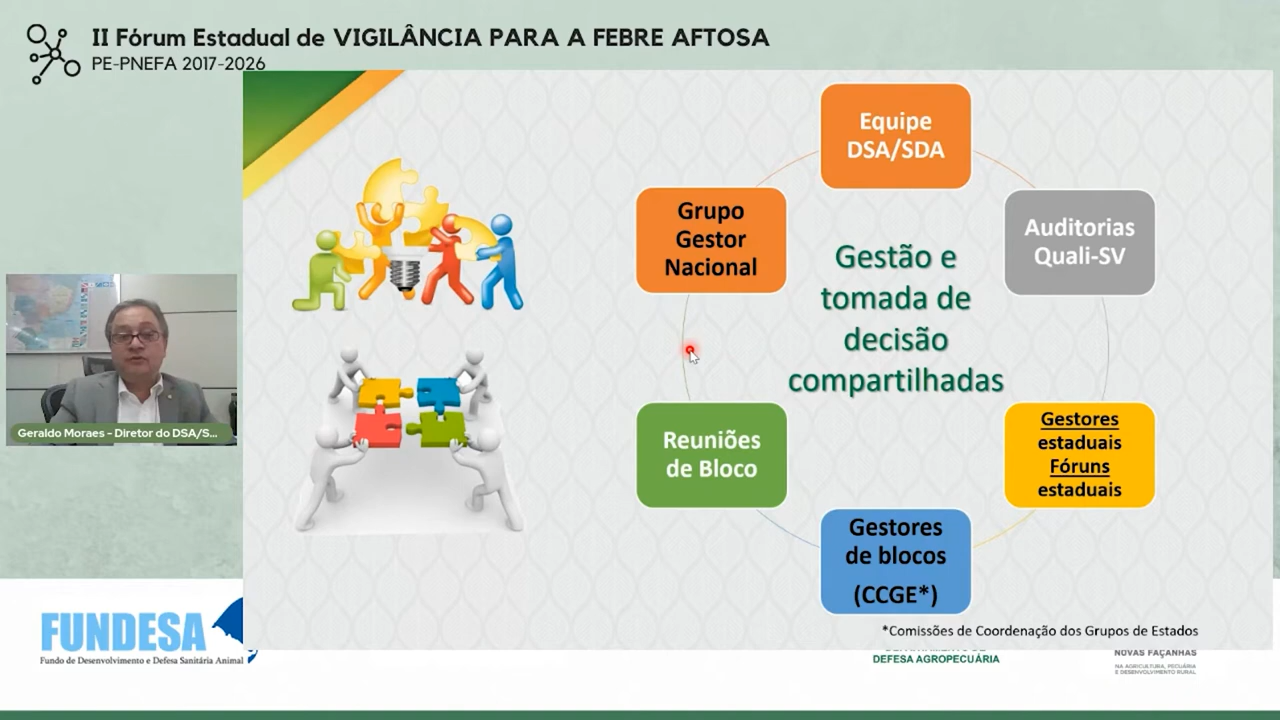 II Fórum Estadual de VIGILÂNCIA PARA A FEBRE AFTOSA
PE-PNEFA 2017-2026
Equipe
DSA/SDA
Grupo
Gestor
Nacional
Auditorias
Quali-SV
Gestão e
tomada de
decisão
compartilhadas
Geraldo Moraes - Diretor do DSA/S...
Reuniões
de Bloco
Gestores
estaduais
Fóruns
estaduais
Gestores
de blocos
(CCGE*)
*Comissões de Coordenação dos Grupos de Estados
FUNDESA
Fundo de Desenvolvimento e Defesa Sanitária Animal
DEFESA AGROPECUÁRIA
NOVAS FAÇANHAS
NA AGRICULTURA, PECUÁRIA
E DESENVOLVIMENTO RURAL